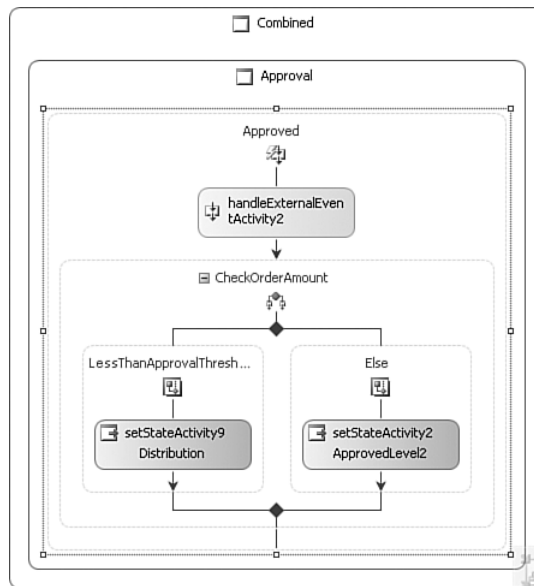 Combined
Approval
Approved
handleExternalEven
tActivity2
CheckOrderAmount
LessThanApprovalThresh...
Else
setStateActivity9
Distribution
setStateActivity2
ApprovedLevel2